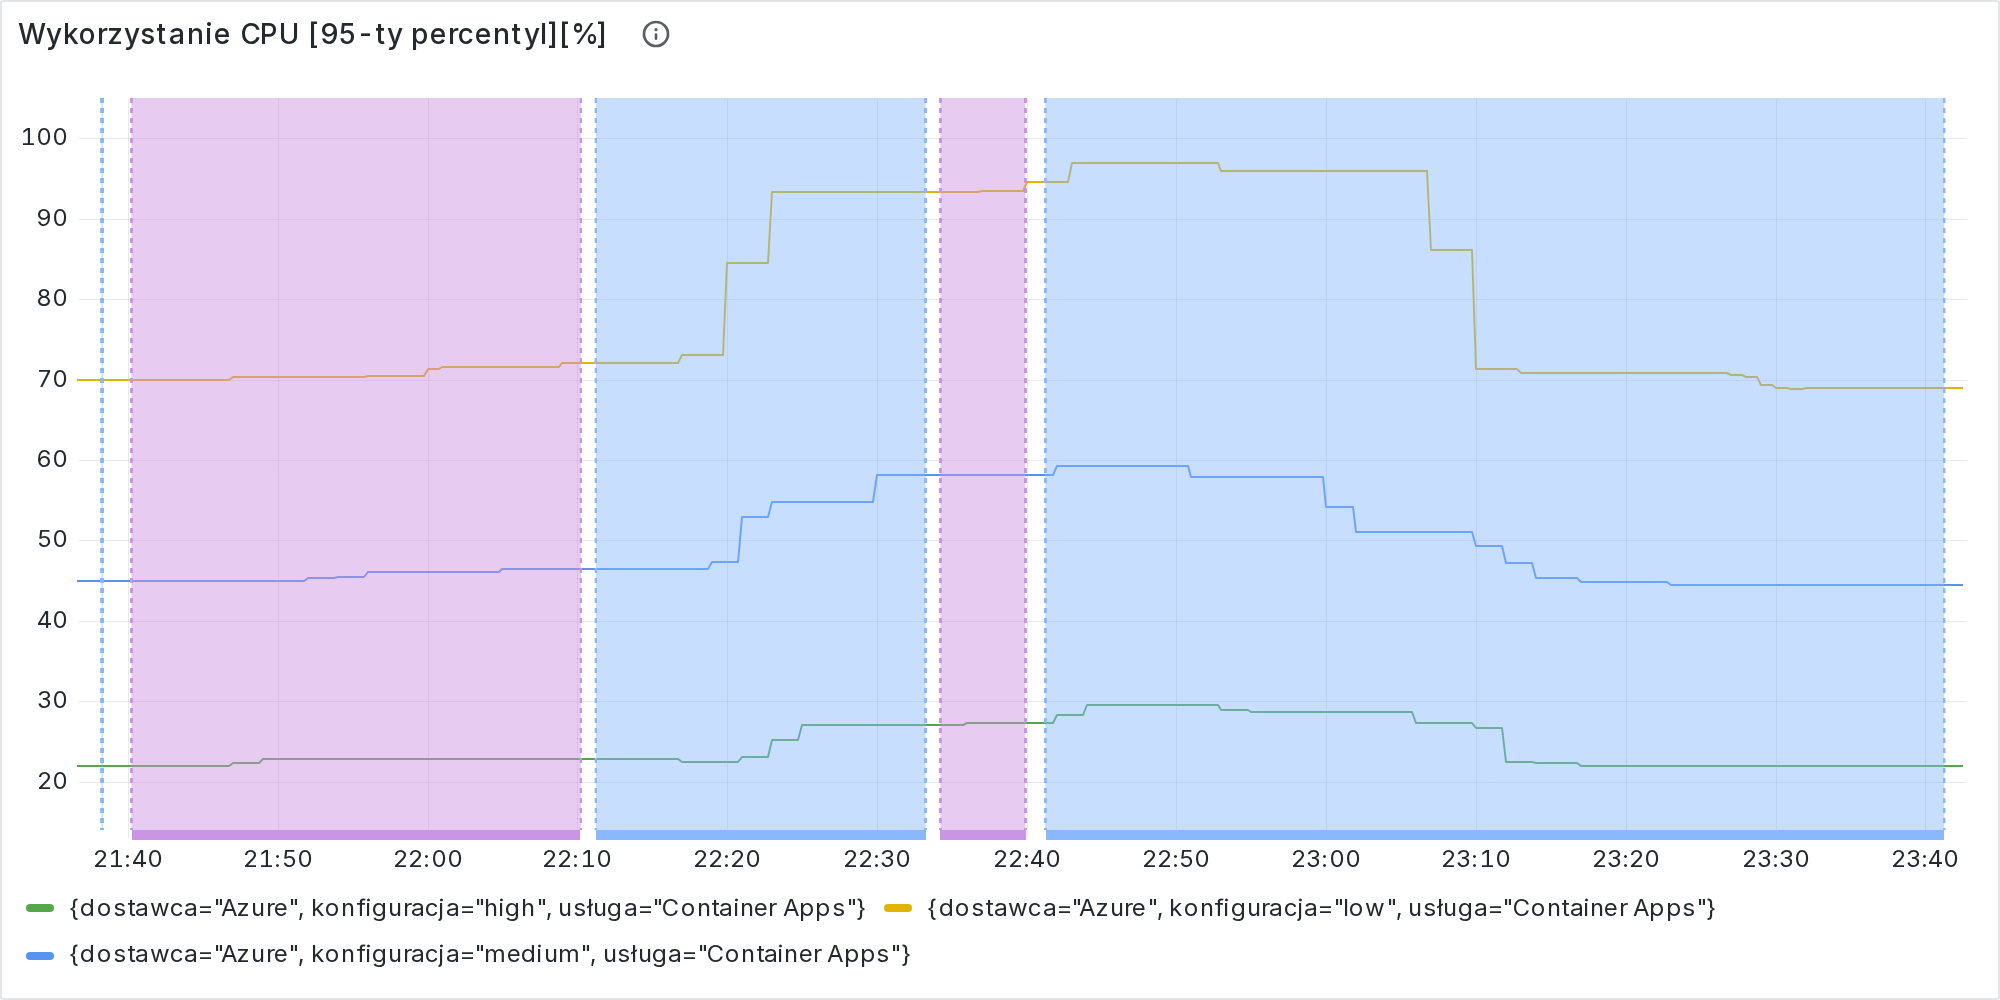 Wykorzystanie CPU [95-ty percentyl][%]
100
90
80
70
60
50
40
30
20
21:40 21:50 22:00 22:10 22:20 22:30 22:40 22:50 23:00 23:10 23:20 23:30 23:40
{dostawca="Azure", konfiguracja="high", usługa="Container Apps"} {dostawca="Azure", konfiguracja="low", usługa="Container Apps"}
{dostawca="Azure", konfiguracja="medium", usługa="Container Apps"}